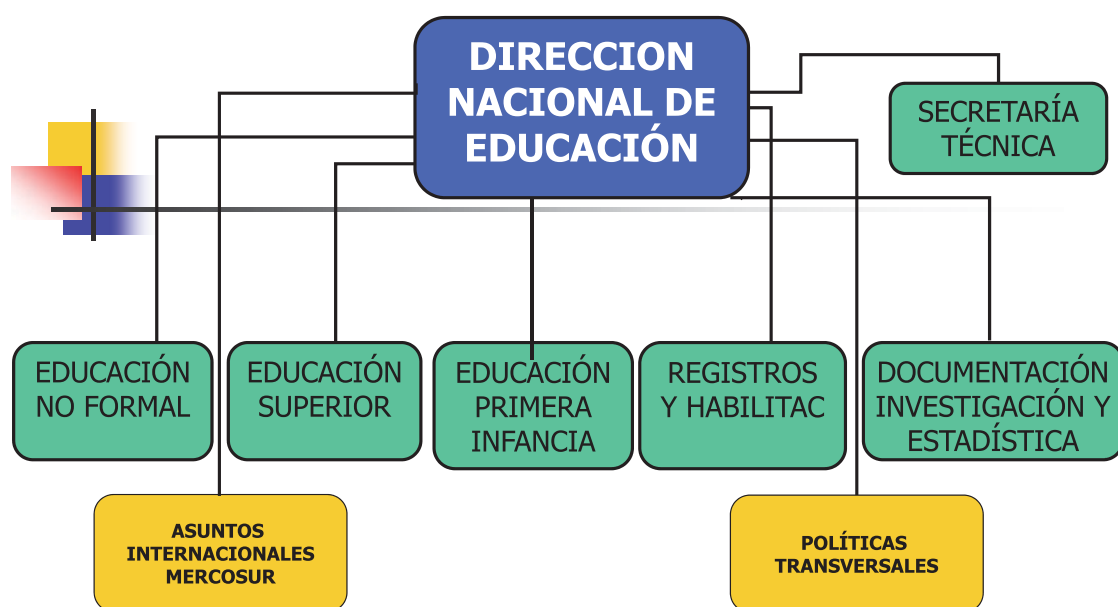 DIRECCION
NACIONAL DE
EDUCACIÓN
SECRETARÍA
TÉCNICA
EDUCACIÓN
NO FORMAL
EDUCACIÓN
SUPERIOR
EDUCACIÓN
PRIMERA
INFANCIA
REGISTROS
Y HABILITAC
DOCUMENTACIÓN
INVESTIGACIÓN Y
ESTADÍSTICA
ASUNTOS
INTERNACIONALES
MERCOSUR
POLÍTICAS
TRANSVERSALES